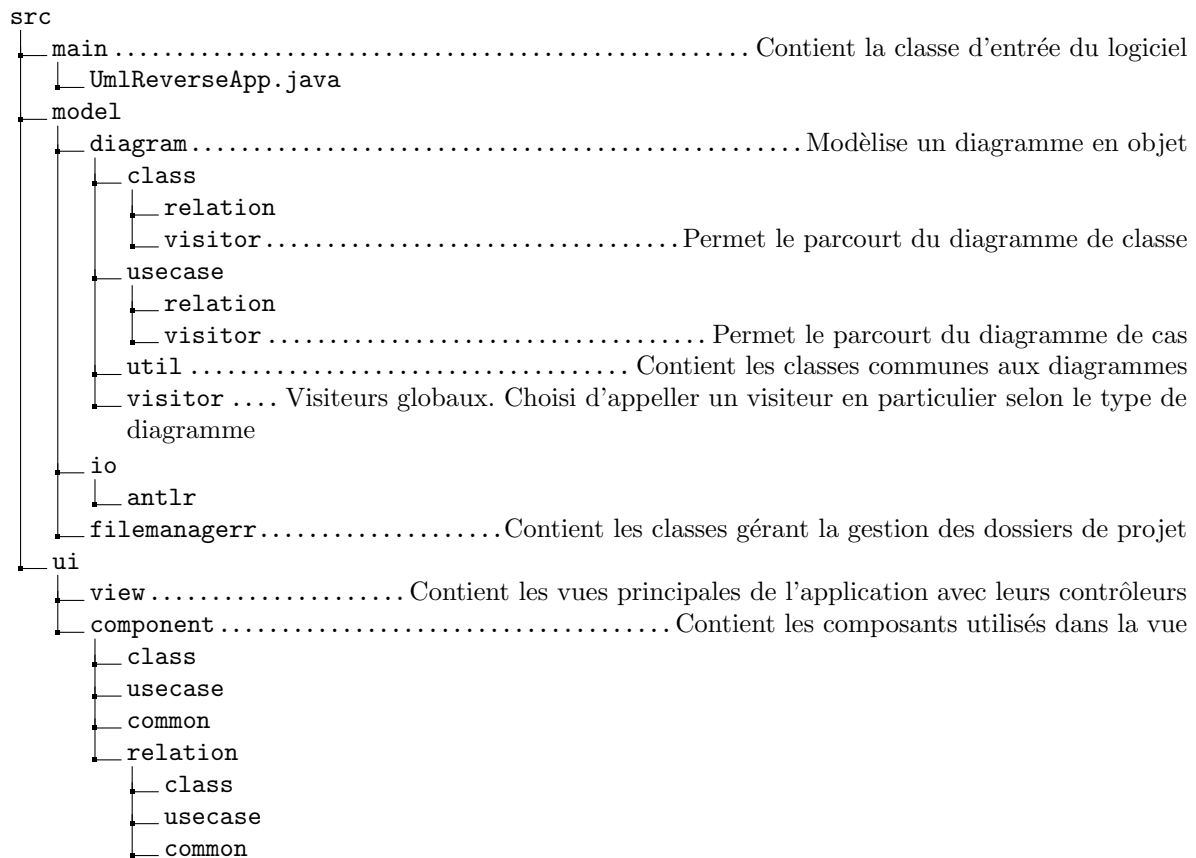 src
main ........ Contient la classe d'entrée du logiciel
UmlReverseApp.java
model
diagram ........ Modèlise un diagramme en objet
class
relation
visitor ........ Permet le parcourt du diagramme de classe
usecase
relation
visitor ........ Permet le parcourt du diagramme de cas
util ........ Contient les classes communes aux diagrammes
visitor .... Visiteurs globaux. Choisi d'appeller un visiteur en particulier selon le type de
diagramme
io
antlr
filemanagerr ........ Contient les classes gérant la gestion des dossiers de projet
ui
view ........ Contient les vues principales de l'application avec leurs contrôleurs
component ........ Contient les composants utilisés dans la vue
class
usecase
common
relation
class
usecase
common